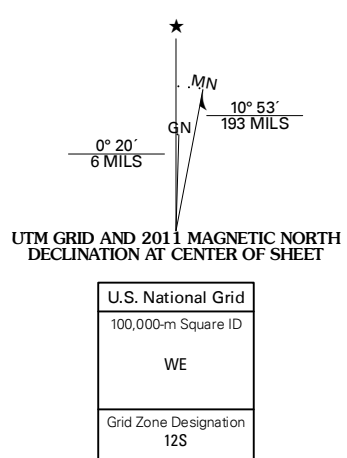 ★
MN
10° 53´
193 MILS
GN
0° 20´
6 MILS
UTM GRID AND 2011 MAGNETIC NORTH
DECLINATION AT CENTER OF SHEET
U.S. National Grid
100,000-m Square ID
WE
Grid Zone Designation
12S